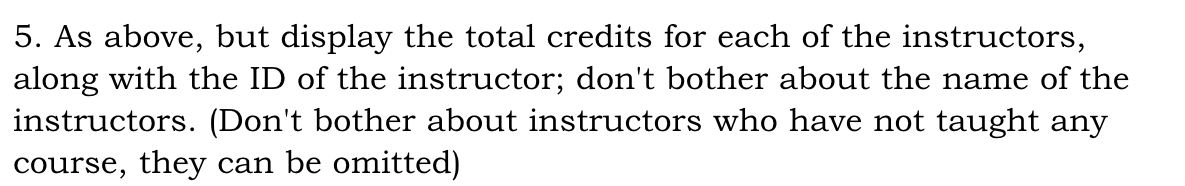 5. As above, but display the total credits for each of the instructors,
along with the ID of the instructor; don't bother about the name of the
instructors. (Don't bother about instructors who have not taught any
course, they can be omitted)